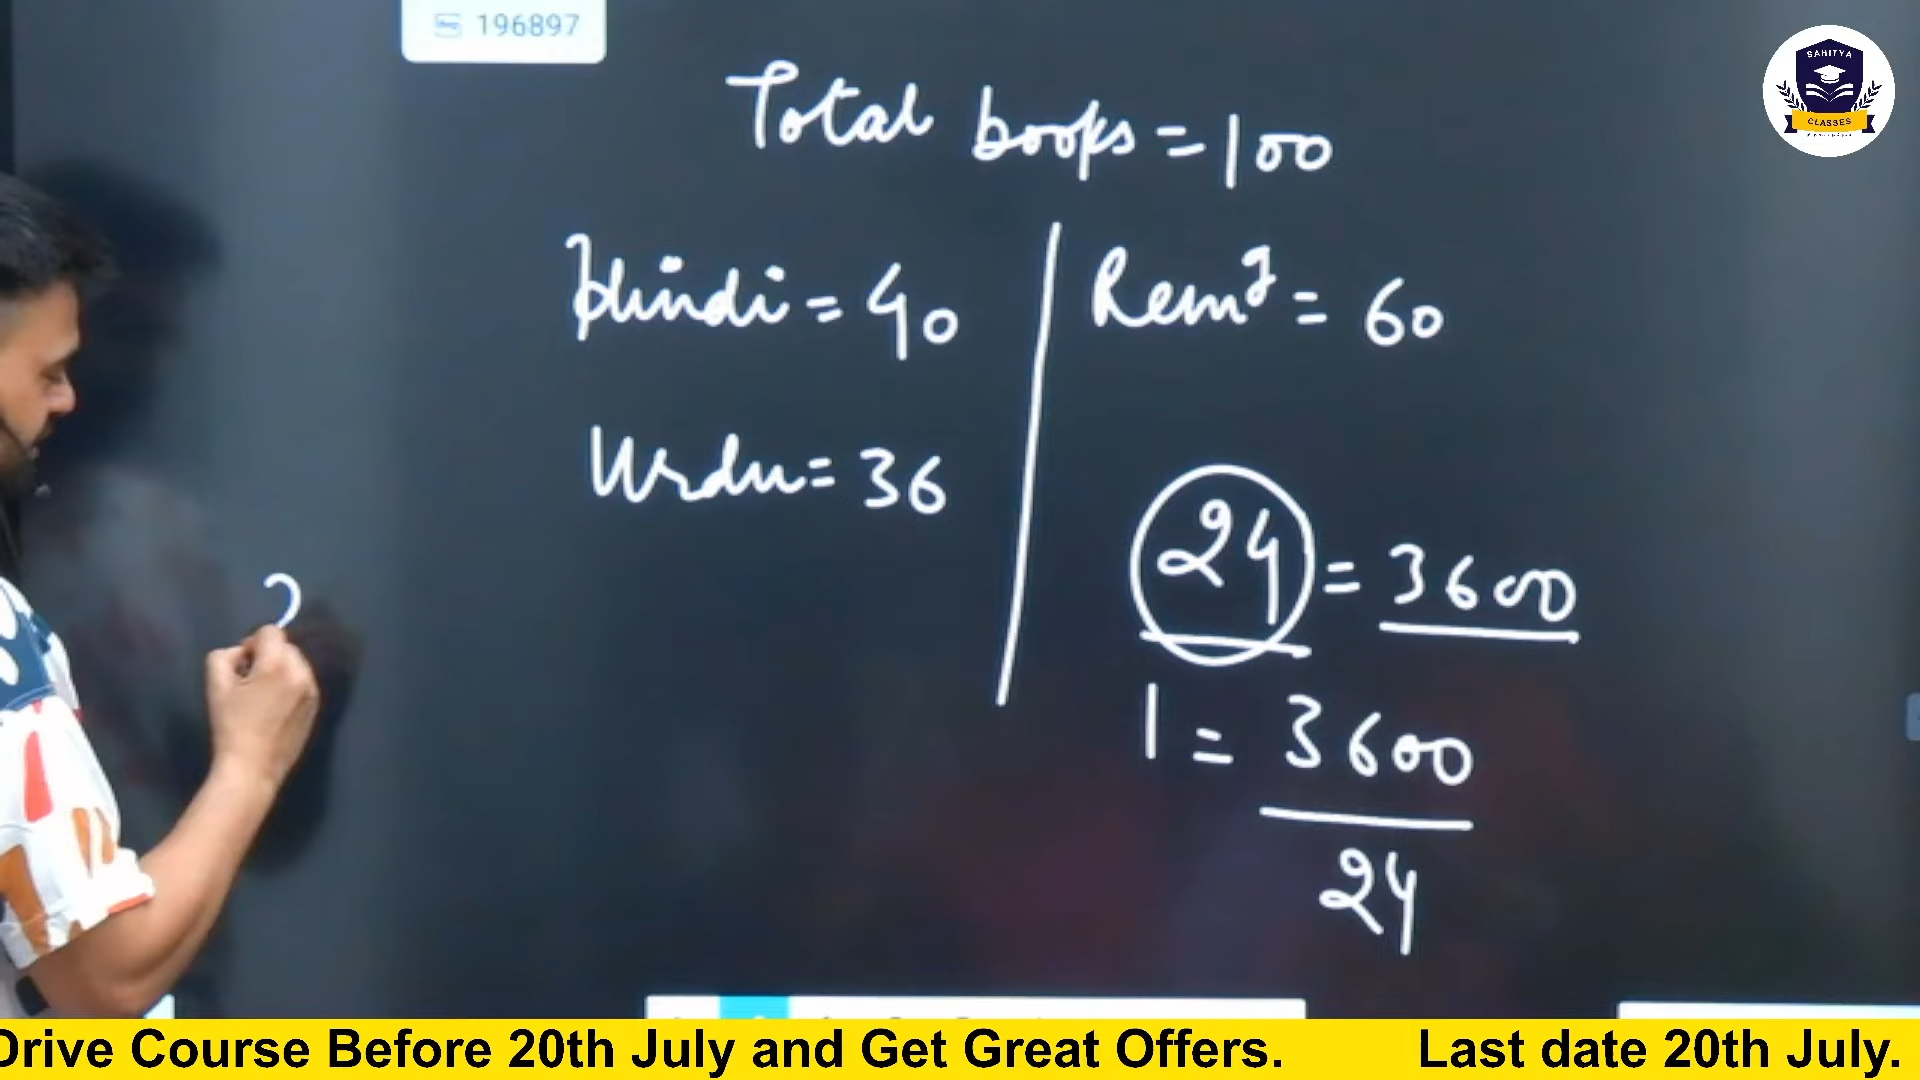 196897
SAHITYA
CLASSES
Total books = 100
Hindi = 40
Remg = 60
Urdu = 36
24 = 3600
1 = 3600
24
Drive Course Before 20th July and Get Great Offers. Last date 20th July.